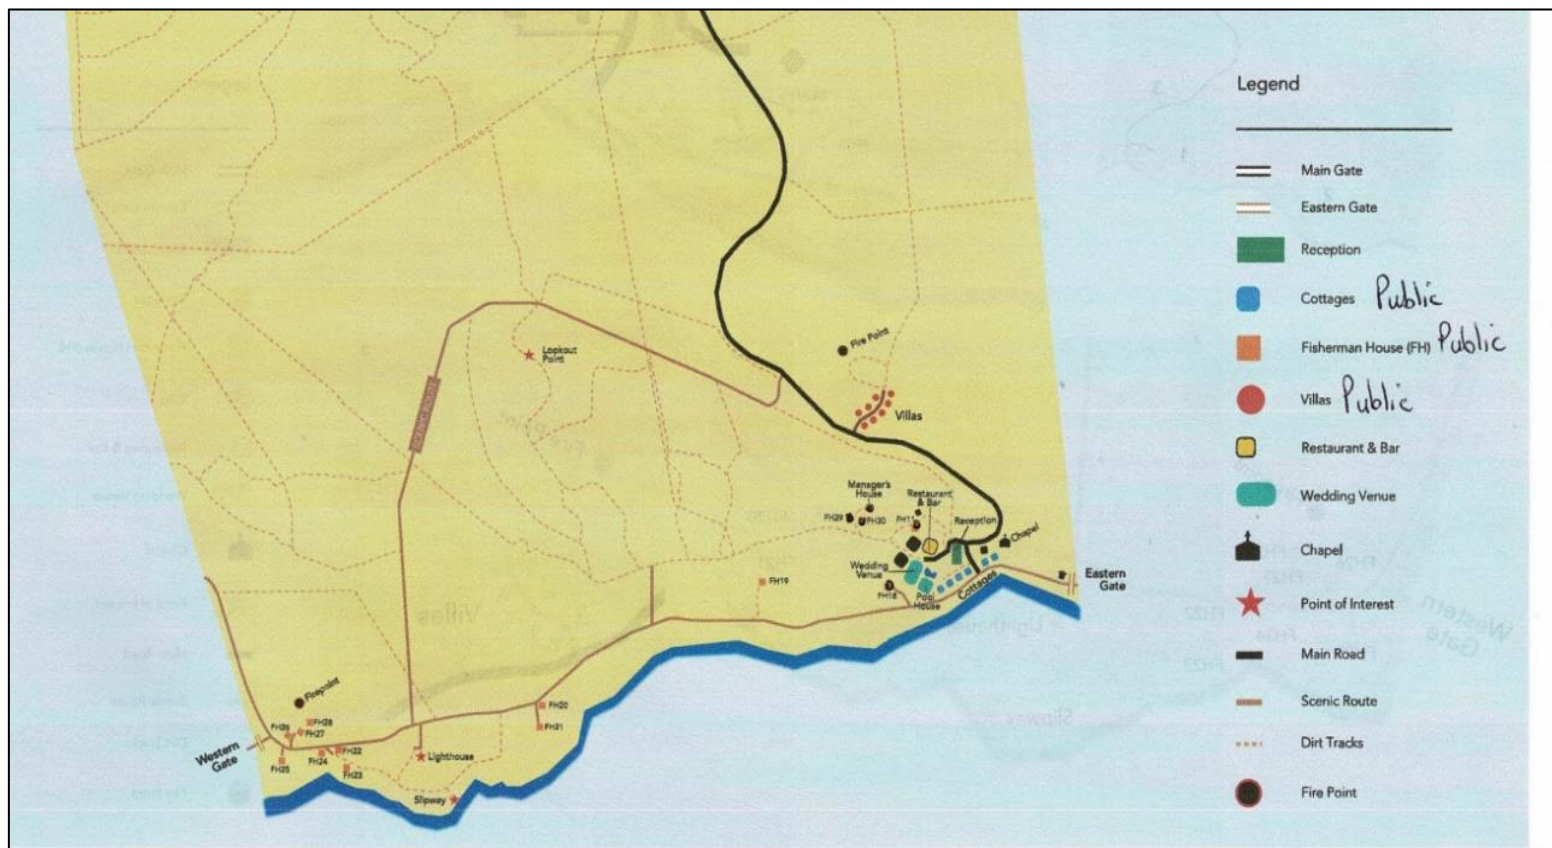 Legend
Main Gate
Eastern Gate
Reception
Cottages Public
Fisherman House (FH) Public
Villas Public
Restaurant & Bar
Wedding Venue
Chapel
Point of Interest
Main Road
Scenic Route
Dirt Tracks
Fire Point
Fire Point
Lookout
Point
SCENIC ROUTE
Villas
Manager's
House
Restaurant
& Bar
FH29
FH30
FH11
Reception
Chapel
Wedding
Venue
FH18
Pool
House
Cottages
Eastern
Gate
FH19
Firepoint
FH20
FH21
FH26
FH28
FH27
FH22
FH24
FH23
FH25
Western
Gate
Lighthouse
Slipway